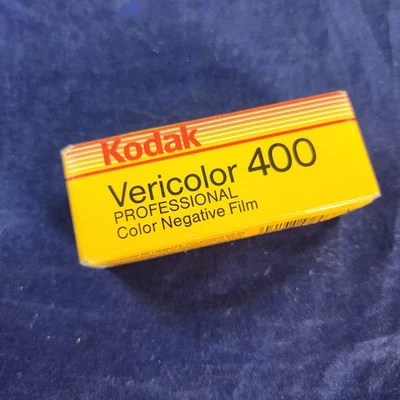 Kodak
Vericolor 400
PROFESSIONAL
Color Negative Film